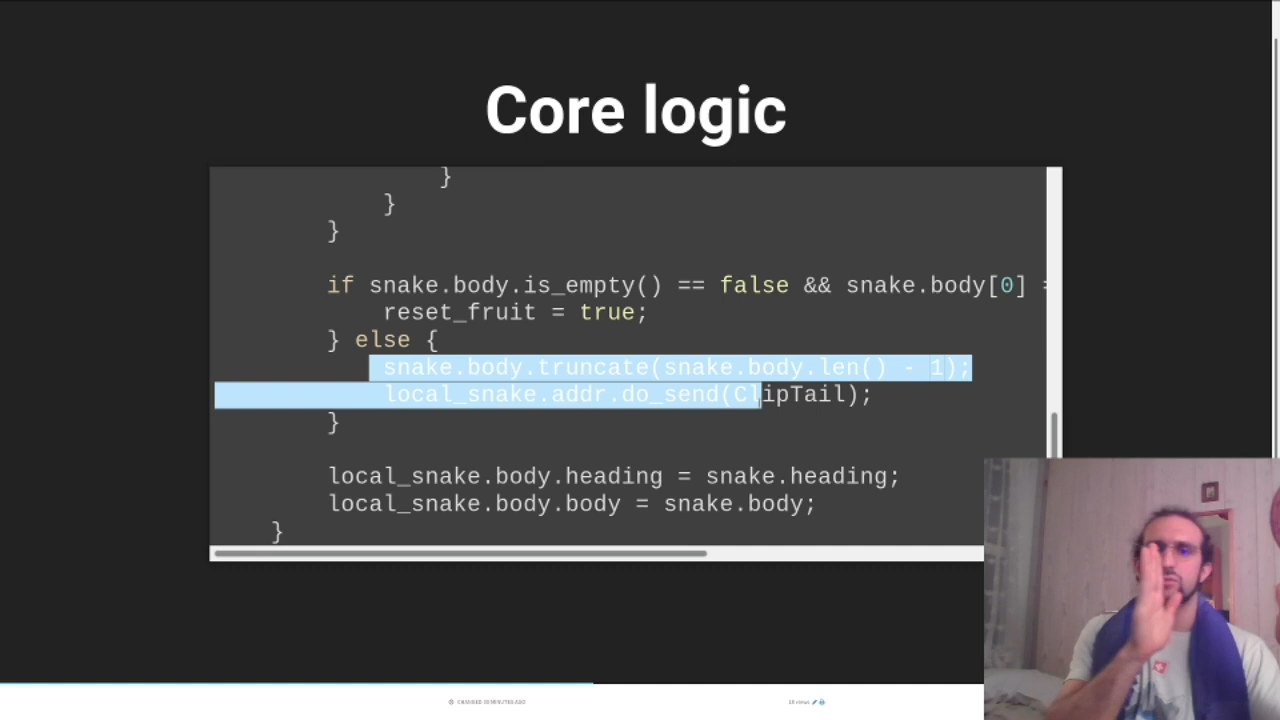 Core logic
}
}
}
if snake.body.is_empty() == false && snake.body[0] =
reset_fruit = true;
} else {
snake.body.truncate(snake.body.len() - 1);
local_snake.addr.do_send(ClipTail);
}
local_snake.body.heading = snake.heading;
local_snake.body.body = snake.body;
}